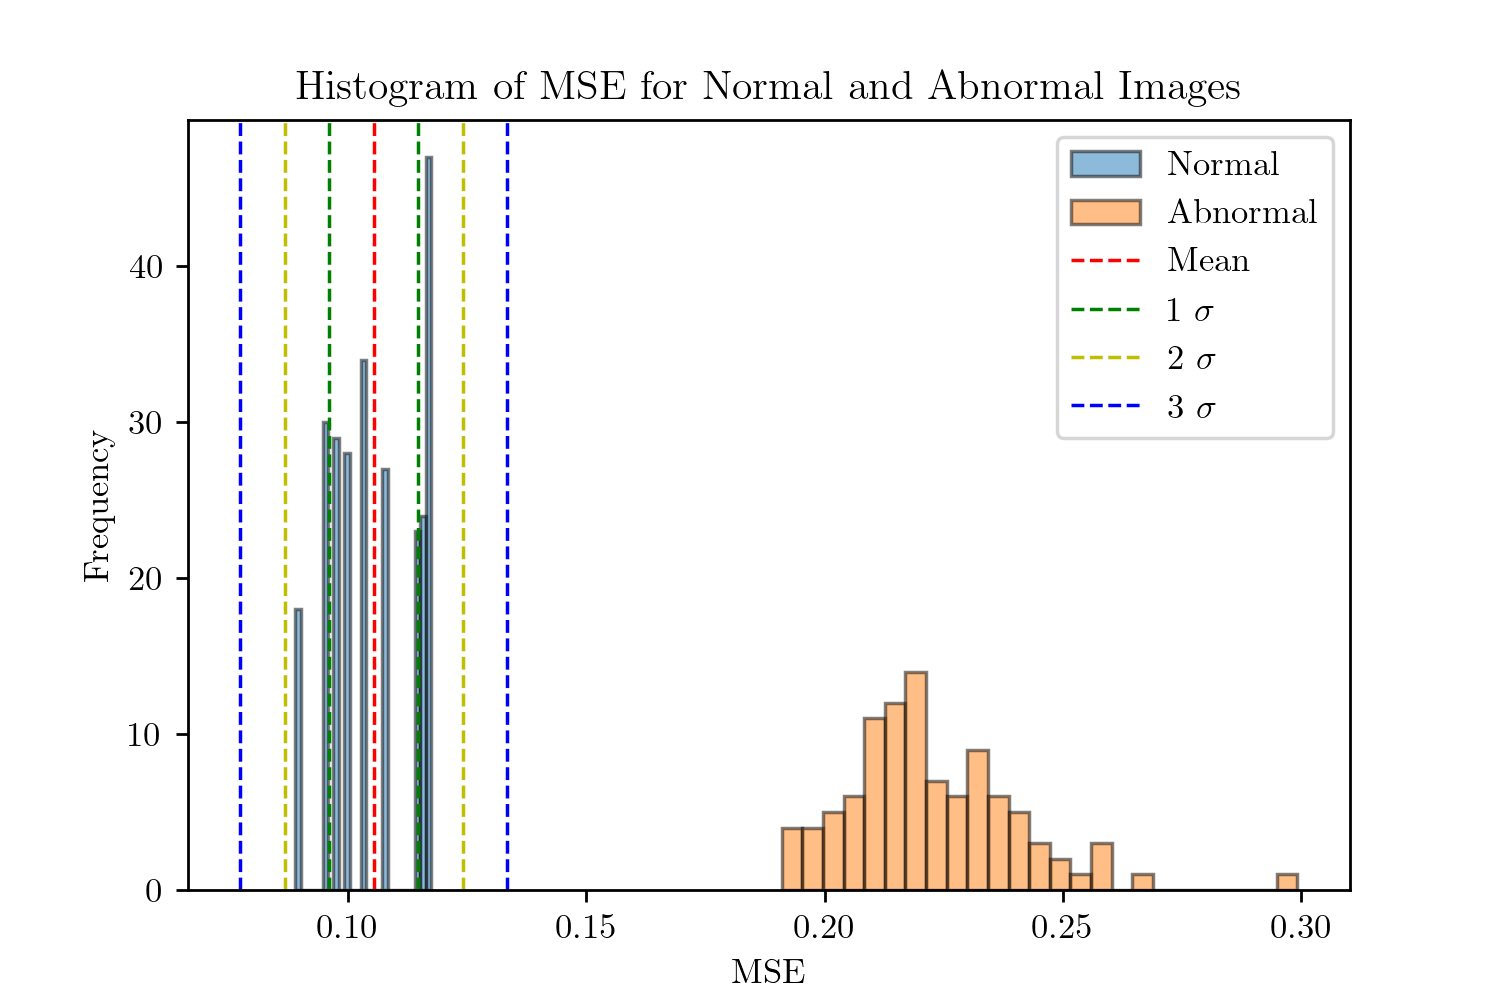 Histogram of MSE for Normal and Abnormal Images
Normal
Abnormal
Mean
1 σ
2 σ
3 σ
Frequency
40
30
20
10
0
0.10 0.15 0.20 0.25 0.30
MSE